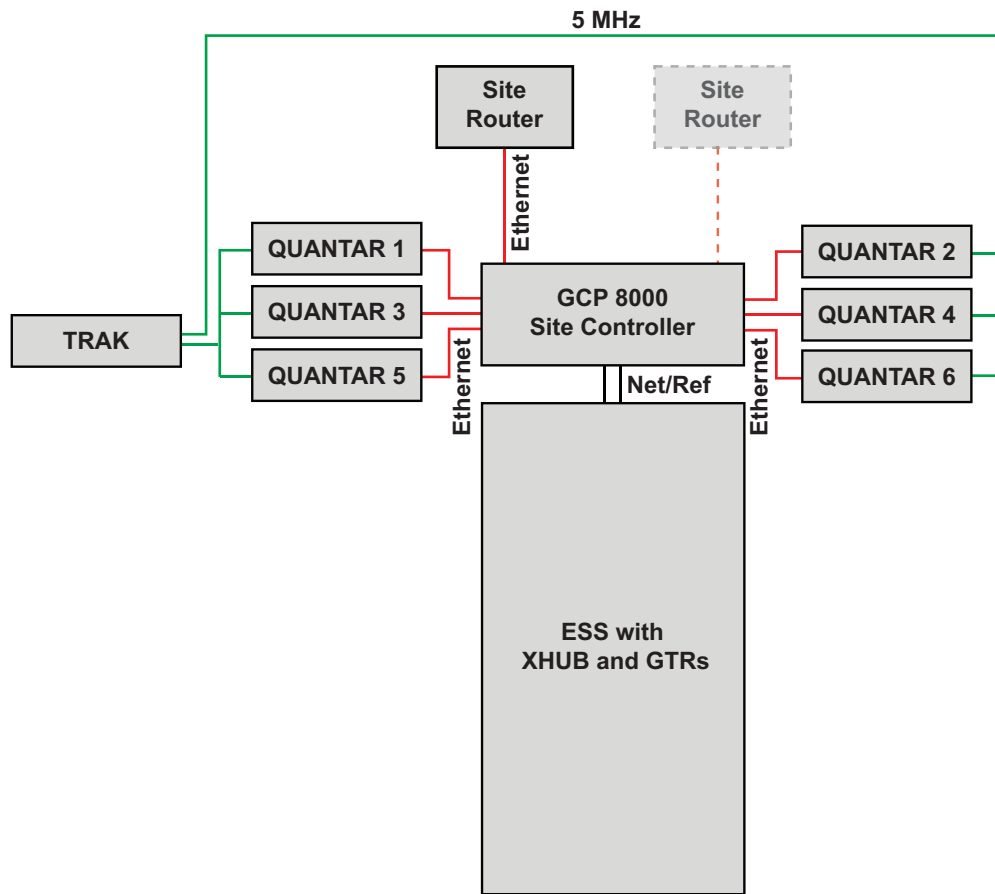 5 MHz
Site
Router
Site
Router
Ethernet
QUANTAR 1
QUANTAR 2
GCP 8000
Site Controller
QUANTAR 3
QUANTAR 4
TRAK
QUANTAR 5
QUANTAR 6
Ethernet
Net/Ref
Ethernet
ESS with
XHUB and GTRs